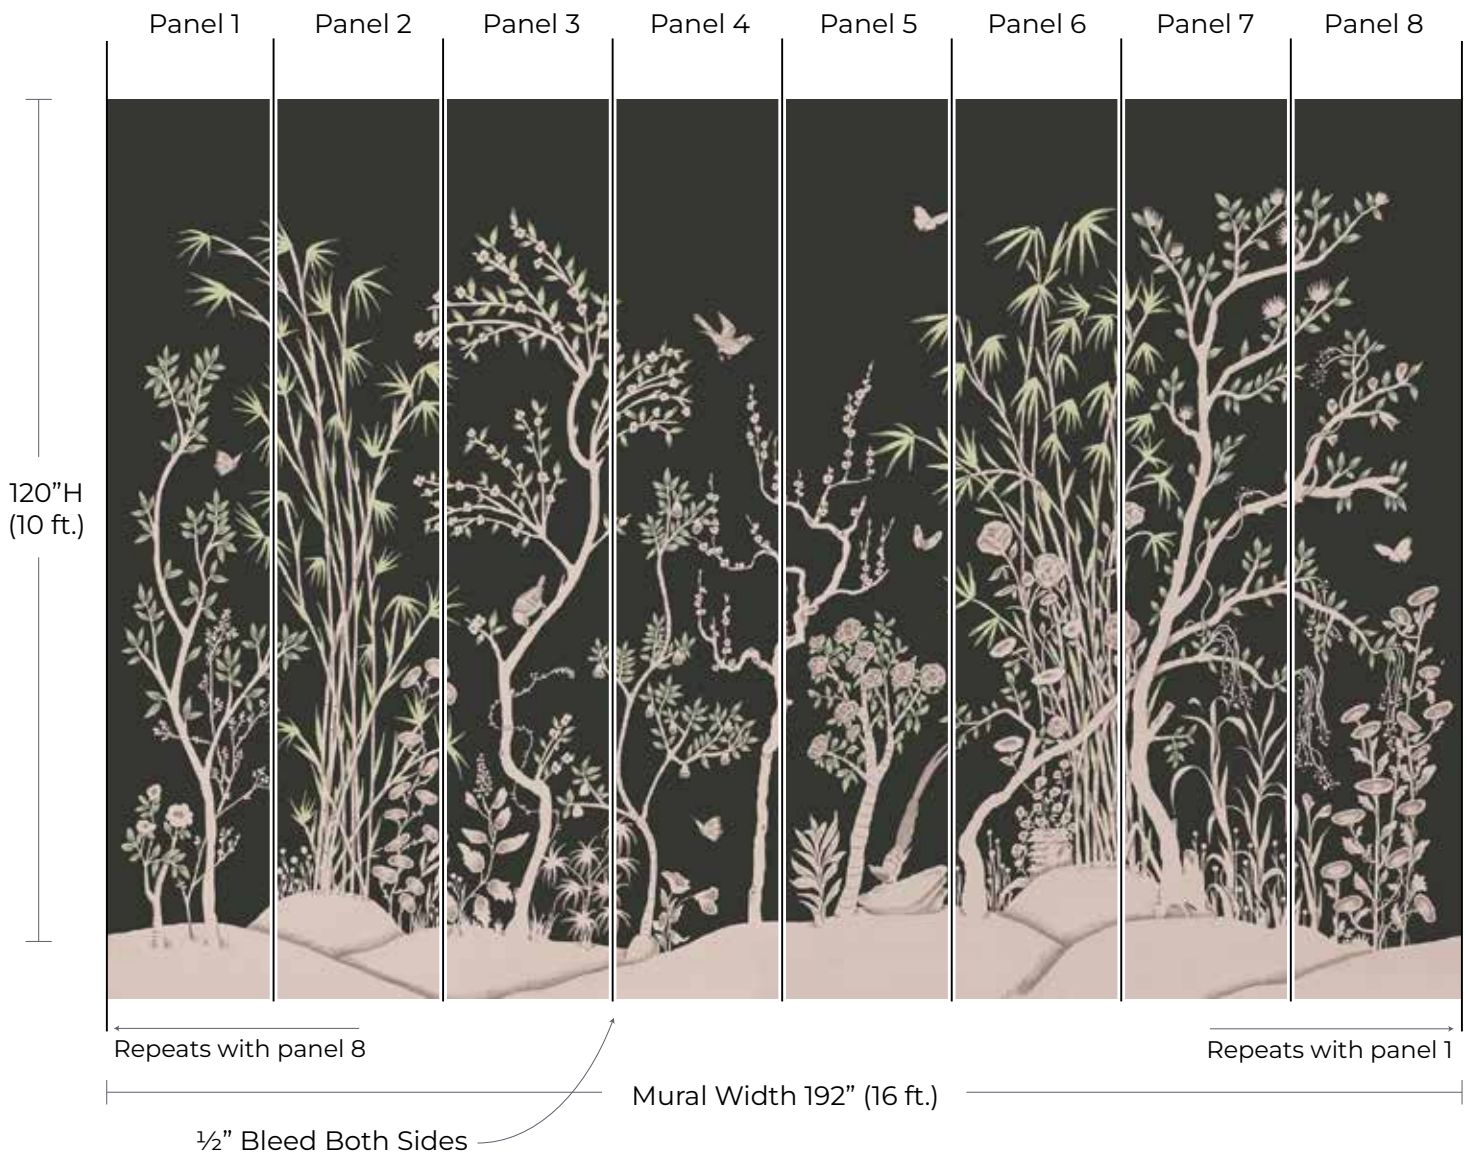 Panel 1
Panel 2
Panel 3
Panel 4
Panel 5
Panel 6
Panel 7
Panel 8
120”H
(10 ft.)
Repeats with panel 8
Repeats with panel 1
Mural Width 192” (16 ft.)
½” Bleed Both Sides